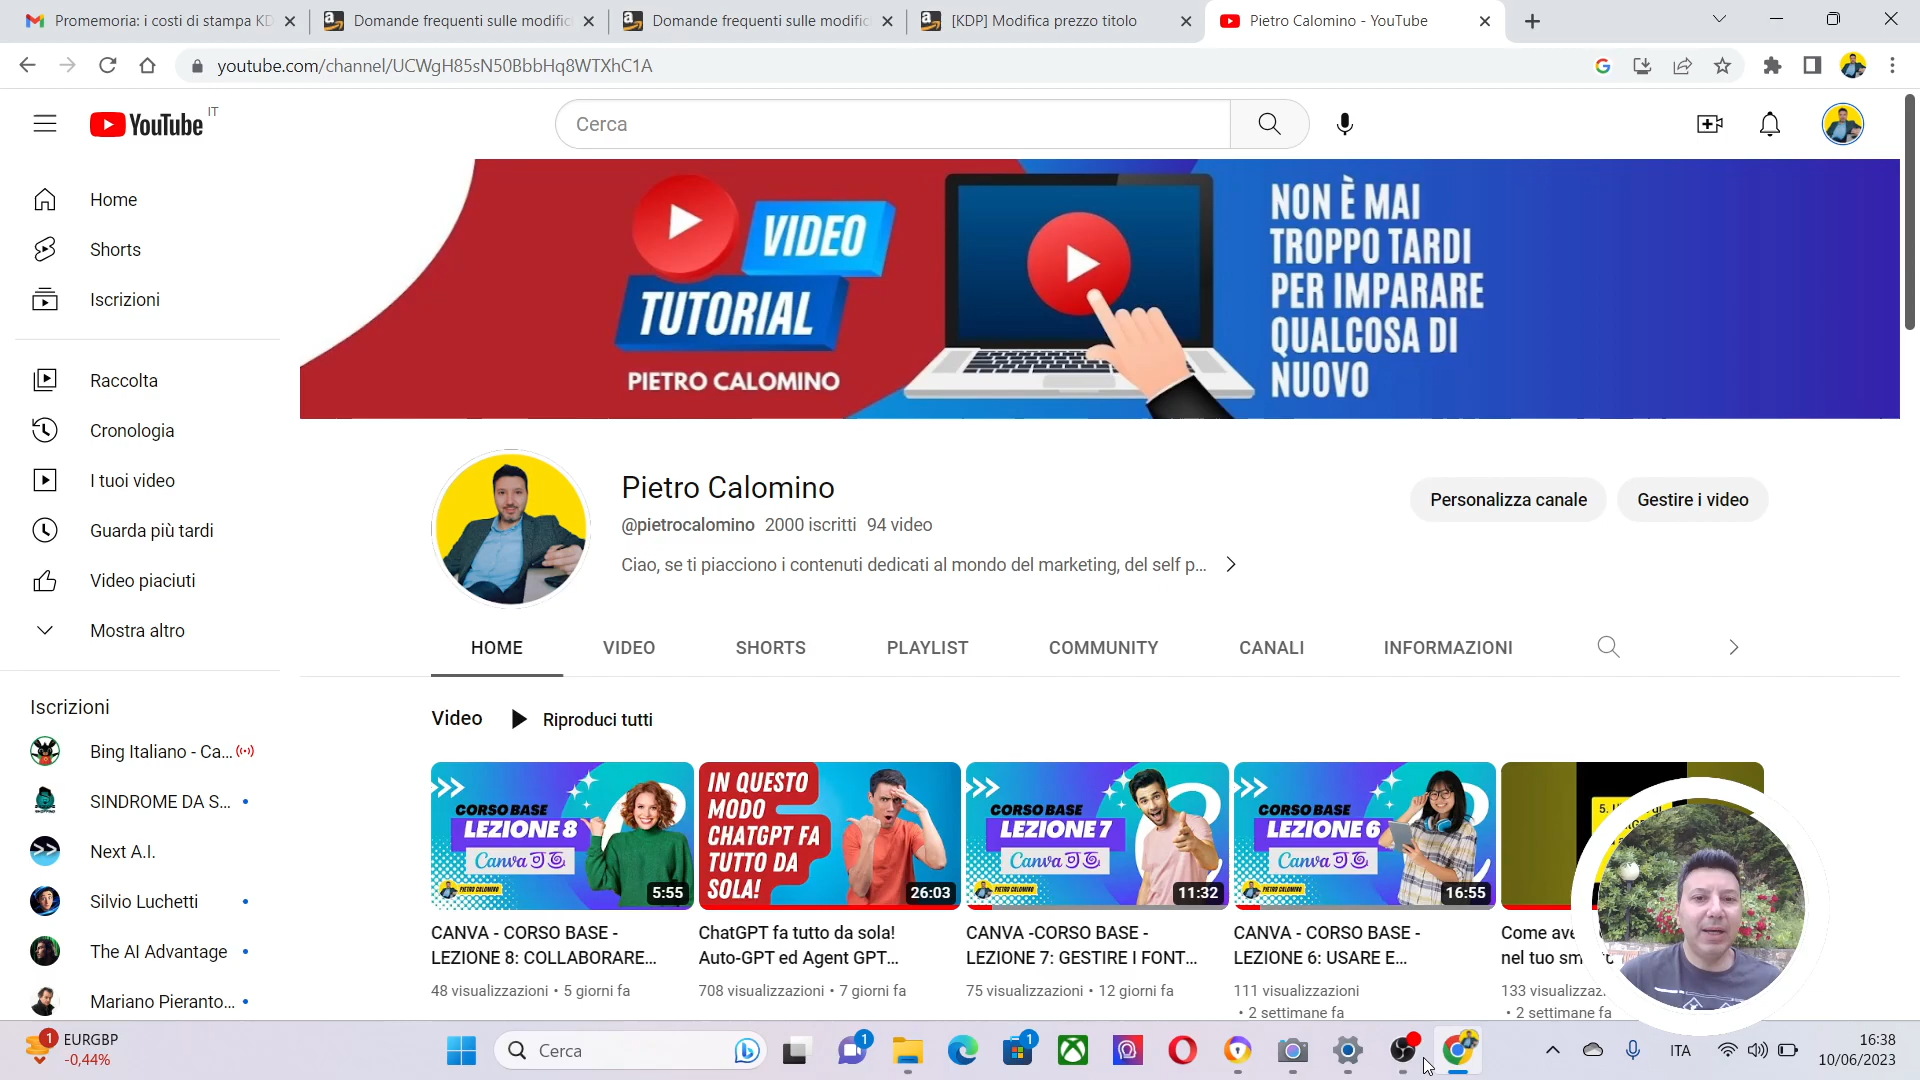 Promemoria: i costi di stampa KD
Domande frequenti sulle modific
Domande frequenti sulle modific
[KDP] Modifica prezzo titolo
Pietro Calomino - YouTube
youtube.com/channel/UCWgH85sN50BbbHq8WTXhC1A
YouTube IT
Cerca
Home
Shorts
Iscrizioni
Raccolta
Cronologia
I tuoi video
Guarda più tardi
Video piaciuti
Mostra altro
Iscrizioni
Bing Italiano - Ca...
SINDROME DA S...
Next A.I.
Silvio Luchetti
The AI Advantage
Mariano Pieranto...
VIDEO
TUTORIAL
PIETRO CALOMINO
NON È MAI
TROPPO TARDI
PER IMPARARE
QUALCOSA DI
NUOVO
Pietro Calomino
@pietrocalomino 2000 iscritti 94 video
Ciao, se ti piacciono i contenuti dedicati al mondo del marketing, del self p...
Personalizza canale
Gestire i video
HOME
VIDEO
SHORTS
PLAYLIST
COMMUNITY
CANALI
INFORMAZIONI
Video
Riproduci tutti
CORSO BASE
LEZIONE 8
Canva
PIETRO CALOMINO
5:55
CANVA - CORSO BASE -
LEZIONE 8: COLLABORARE...
48 visualizzazioni • 5 giorni fa
IN QUESTO
MODO
CHATGPT FA
TUTTO DA
SOLA!
26:03
ChatGPT fa tutto da sola!
Auto-GPT ed Agent GPT...
708 visualizzazioni • 7 giorni fa
CORSO BASE
LEZIONE 7
Canva
PIETRO CALOMINO
11:32
CANVA -CORSO BASE -
LEZIONE 7: GESTIRE I FONT...
75 visualizzazioni • 12 giorni fa
CORSO BASE
LEZIONE 6
Canva
PIETRO CALOMINO
16:55
CANVA - CORSO BASE -
LEZIONE 6: USARE E...
111 visualizzazioni
• 2 settimane fa
Come ave
nel tuo sm
133 visualizzaz
• 2 settimane fa
1
EURGBP
-0,44%
Cerca
1
1
ITA
16:38
10/06/2023